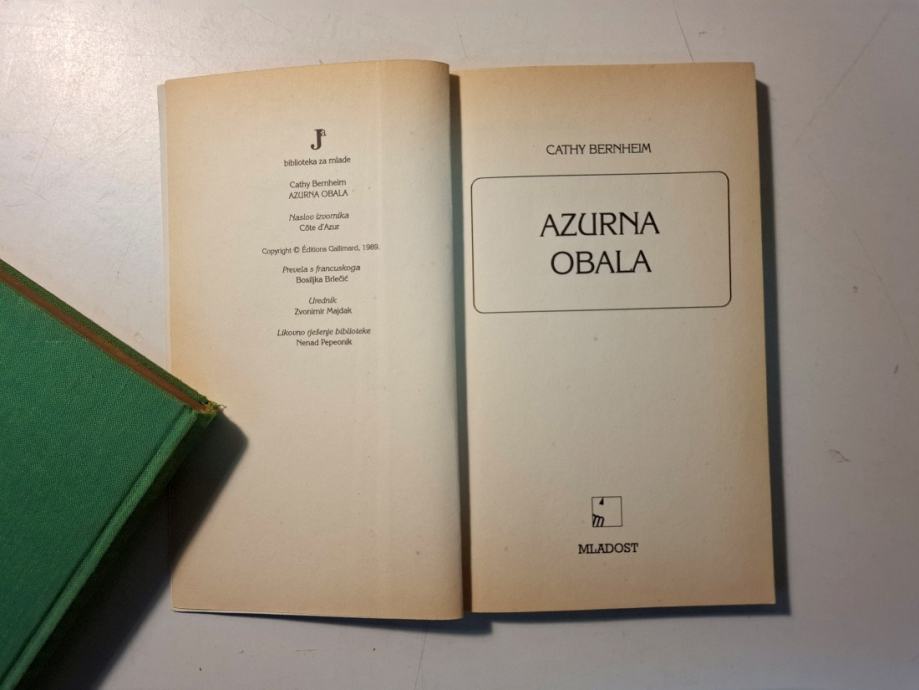 Ja
biblioteka za mlade
Cathy Bernheim
AZURNA OBALA
Naslov izvornika
Côte d'Azur
Copyright © Éditions Gallimard, 1989.
Prevela s francuskoga
Bosiljka Brlečić
Urednik
Zvonimir Majdak
Likovno rješenje biblioteke
Nenad Pepeonik
CATHY BERNHEIM
AZURNA
OBALA
m
MLADOST